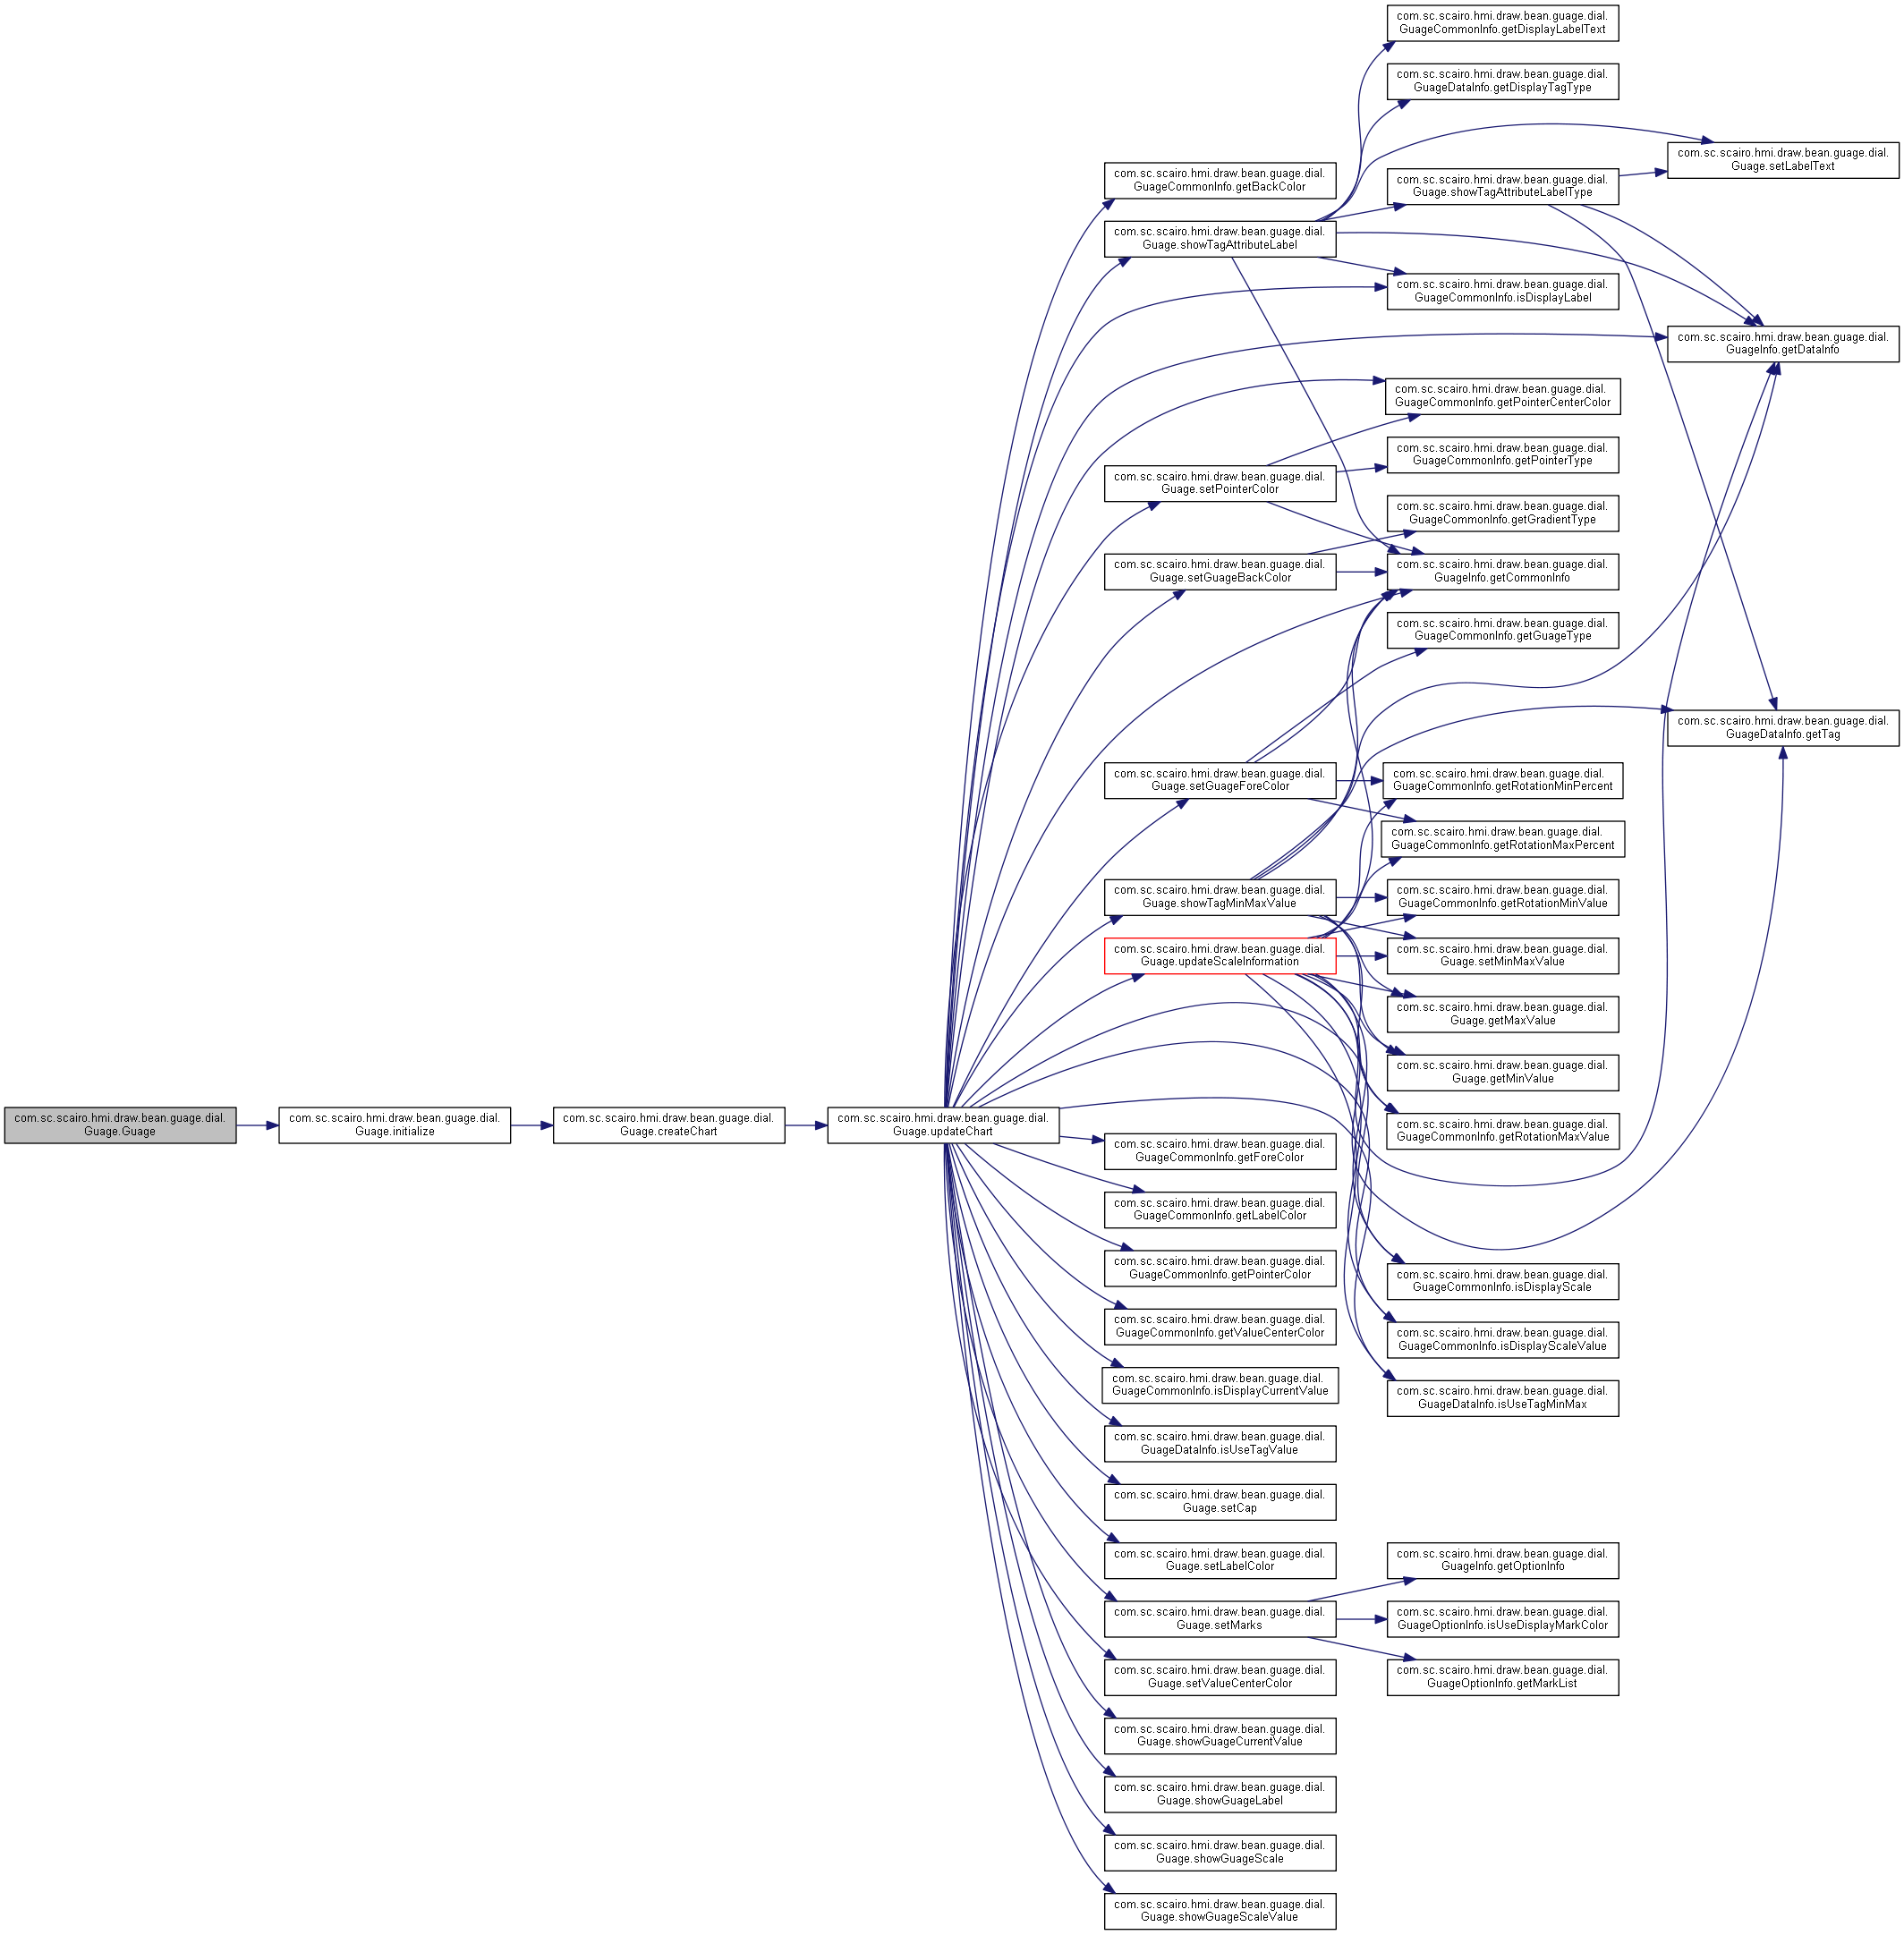 com.sc.scairo.hmi.draw.bean.guage.dial.
Guage.Guage
com.sc.scairo.hmi.draw.bean.guage.dial.
Guage.initialize
com.sc.scairo.hmi.draw.bean.guage.dial.
Guage.createChart
com.sc.scairo.hmi.draw.bean.guage.dial.
Guage.updateChart
com.sc.scairo.hmi.draw.bean.guage.dial.
GuageCommonInfo.getBackColor
com.sc.scairo.hmi.draw.bean.guage.dial.
Guage.showTagAttributeLabel
com.sc.scairo.hmi.draw.bean.guage.dial.
Guage.setPointerColor
com.sc.scairo.hmi.draw.bean.guage.dial.
Guage.setGuageBackColor
com.sc.scairo.hmi.draw.bean.guage.dial.
Guage.setGuageForeColor
com.sc.scairo.hmi.draw.bean.guage.dial.
Guage.showTagMinMaxValue
com.sc.scairo.hmi.draw.bean.guage.dial.
Guage.updateScaleInformation
com.sc.scairo.hmi.draw.bean.guage.dial.
GuageCommonInfo.getForeColor
com.sc.scairo.hmi.draw.bean.guage.dial.
GuageCommonInfo.getLabelColor
com.sc.scairo.hmi.draw.bean.guage.dial.
GuageCommonInfo.getPointerColor
com.sc.scairo.hmi.draw.bean.guage.dial.
GuageCommonInfo.getValueCenterColor
com.sc.scairo.hmi.draw.bean.guage.dial.
GuageCommonInfo.isDisplayCurrentValue
com.sc.scairo.hmi.draw.bean.guage.dial.
GuageDataInfo.isUseTagValue
com.sc.scairo.hmi.draw.bean.guage.dial.
Guage.setCap
com.sc.scairo.hmi.draw.bean.guage.dial.
Guage.setLabelColor
com.sc.scairo.hmi.draw.bean.guage.dial.
Guage.setMarks
com.sc.scairo.hmi.draw.bean.guage.dial.
Guage.setValueCenterColor
com.sc.scairo.hmi.draw.bean.guage.dial.
Guage.showGuageCurrentValue
com.sc.scairo.hmi.draw.bean.guage.dial.
Guage.showGuageLabel
com.sc.scairo.hmi.draw.bean.guage.dial.
Guage.showGuageScale
com.sc.scairo.hmi.draw.bean.guage.dial.
Guage.showGuageScaleValue
com.sc.scairo.hmi.draw.bean.guage.dial.
GuageCommonInfo.getDisplayLabelText
com.sc.scairo.hmi.draw.bean.guage.dial.
GuageDataInfo.getDisplayTagType
com.sc.scairo.hmi.draw.bean.guage.dial.
Guage.showTagAttributeLabelType
com.sc.scairo.hmi.draw.bean.guage.dial.
GuageCommonInfo.isDisplayLabel
com.sc.scairo.hmi.draw.bean.guage.dial.
GuageCommonInfo.getPointerCenterColor
com.sc.scairo.hmi.draw.bean.guage.dial.
GuageCommonInfo.getPointerType
com.sc.scairo.hmi.draw.bean.guage.dial.
GuageCommonInfo.getGradientType
com.sc.scairo.hmi.draw.bean.guage.dial.
GuageInfo.getCommonInfo
com.sc.scairo.hmi.draw.bean.guage.dial.
GuageCommonInfo.getGuageType
com.sc.scairo.hmi.draw.bean.guage.dial.
GuageCommonInfo.getRotationMinPercent
com.sc.scairo.hmi.draw.bean.guage.dial.
GuageCommonInfo.getRotationMaxPercent
com.sc.scairo.hmi.draw.bean.guage.dial.
GuageCommonInfo.getRotationMinValue
com.sc.scairo.hmi.draw.bean.guage.dial.
Guage.setMinMaxValue
com.sc.scairo.hmi.draw.bean.guage.dial.
Guage.getMaxValue
com.sc.scairo.hmi.draw.bean.guage.dial.
Guage.getMinValue
com.sc.scairo.hmi.draw.bean.guage.dial.
GuageCommonInfo.getRotationMaxValue
com.sc.scairo.hmi.draw.bean.guage.dial.
GuageCommonInfo.isDisplayScale
com.sc.scairo.hmi.draw.bean.guage.dial.
GuageCommonInfo.isDisplayScaleValue
com.sc.scairo.hmi.draw.bean.guage.dial.
GuageDataInfo.isUseTagMinMax
com.sc.scairo.hmi.draw.bean.guage.dial.
GuageInfo.getOptionInfo
com.sc.scairo.hmi.draw.bean.guage.dial.
GuageOptionInfo.isUseDisplayMarkColor
com.sc.scairo.hmi.draw.bean.guage.dial.
GuageOptionInfo.getMarkList
com.sc.scairo.hmi.draw.bean.guage.dial.
Guage.setLabelText
com.sc.scairo.hmi.draw.bean.guage.dial.
GuageInfo.getDataInfo
com.sc.scairo.hmi.draw.bean.guage.dial.
GuageDataInfo.getTag